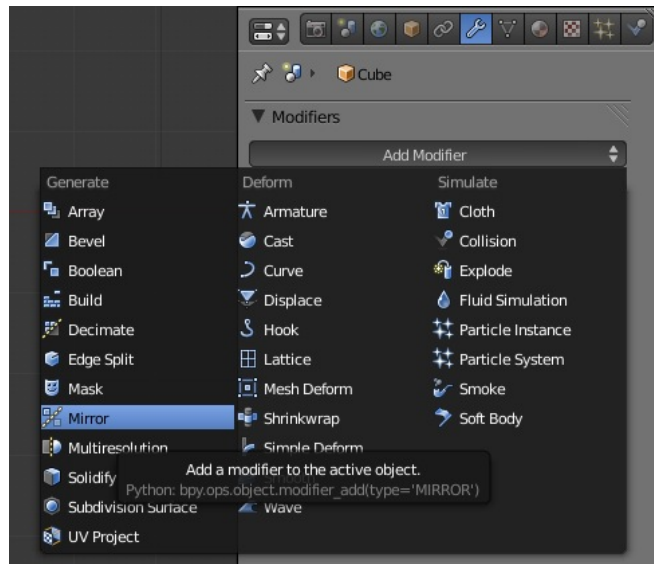 Cube
Modifiers
Add Modifier
Generate
Array
Bevel
Boolean
Build
Decimate
Edge Split
Mask
Mirror
Multiresolution
Solidify
Subdivision Surface
UV Project
Deform
Armature
Cast
Curve
Displace
Hook
Lattice
Mesh Deform
Shrinkwrap
Simple Deform
Smooth
Wave
Simulate
Cloth
Collision
Explode
Fluid Simulation
Particle Instance
Particle System
Smoke
Soft Body
Add a modifier to the active object.
Python: bpy.ops.object.modifier_add(type='MIRROR')